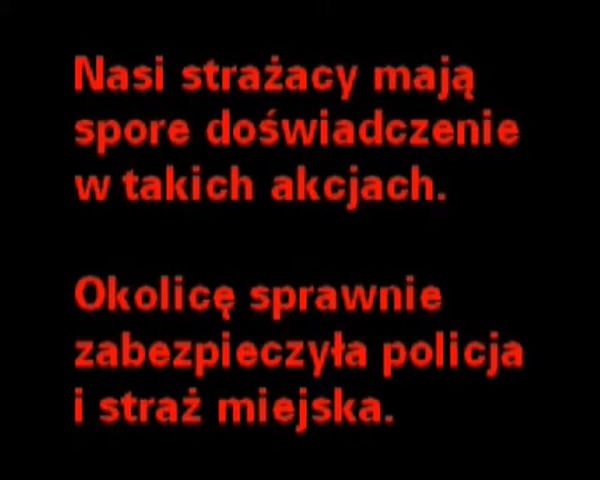 Nasi strażacy mają
spore doświadczenie
w takich akcjach.
Okolicę sprawnie
zabezpieczyła policja
i straż miejska.